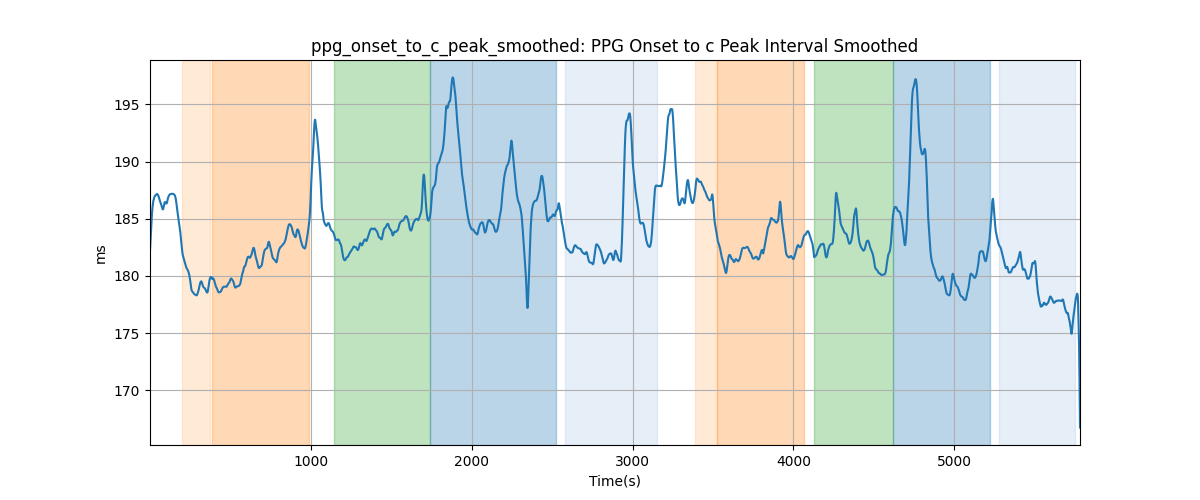 ppg_onset_to_c_peak_smoothed: PPG Onset to c Peak Interval Smoothed
195
190
185
180
175
170
ms
1000 2000 3000 4000 5000
Time(s)